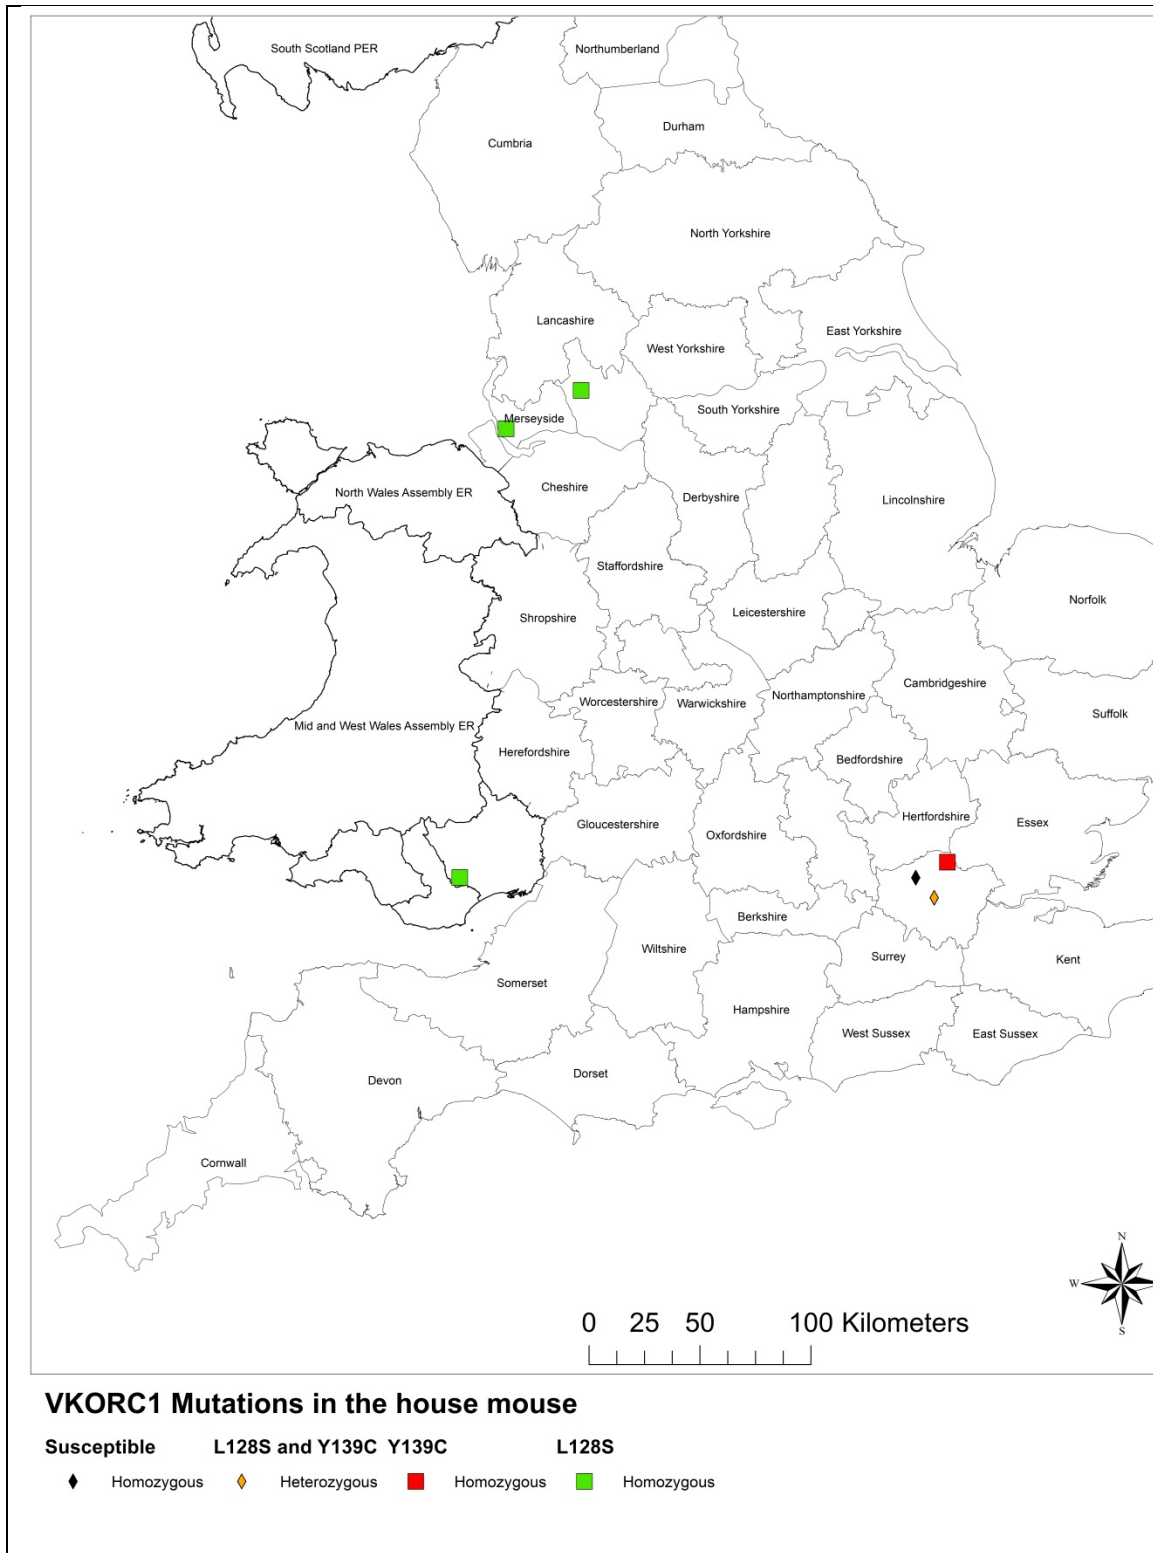 South Scotland PER
Northumberland
Durham
Cumbria
North Yorkshire
Lancashire
East Yorkshire
West Yorkshire
South Yorkshire
Merseyside
Cheshire
North Wales Assembly ER
Derbyshire
Lincolnshire
Staffordshire
Norfolk
Leicestershire
Shropshire
Cambridgeshire
Northamptonshire
Worcestershire
Warwickshire
Suffolk
Mid and West Wales Assembly ER
Herefordshire
Bedfordshire
Hertfordshire
Essex
Gloucestershire
Oxfordshire
Berkshire
Wiltshire
Surrey
Kent
Somerset
Hampshire
West Sussex
East Sussex
Dorset
Devon
Cornwall
N
W
S
0 25 50 100 Kilometers
VKORC1 Mutations in the house mouse
Susceptible L128S and Y139C Y139C L128S
Homozygous Heterozygous Homozygous Homozygous